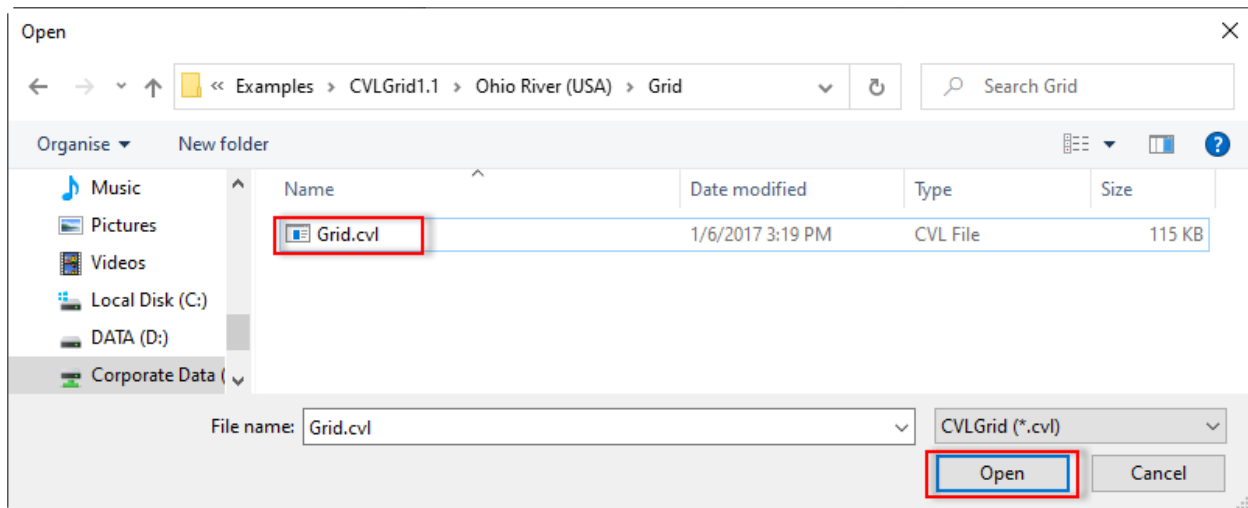 Open
« Examples > CVLGrid1.1 > Ohio River (USA) > Grid
Search Grid
Organise New folder
Name Date modified Type Size
Music
Pictures
Videos
Local Disk (C:)
DATA (D:)
Corporate Data (
Grid.cvl 1/6/2017 3:19 PM CVL File 115 KB
File name: Grid.cvl CVLGrid (*.cvl)
Open Cancel